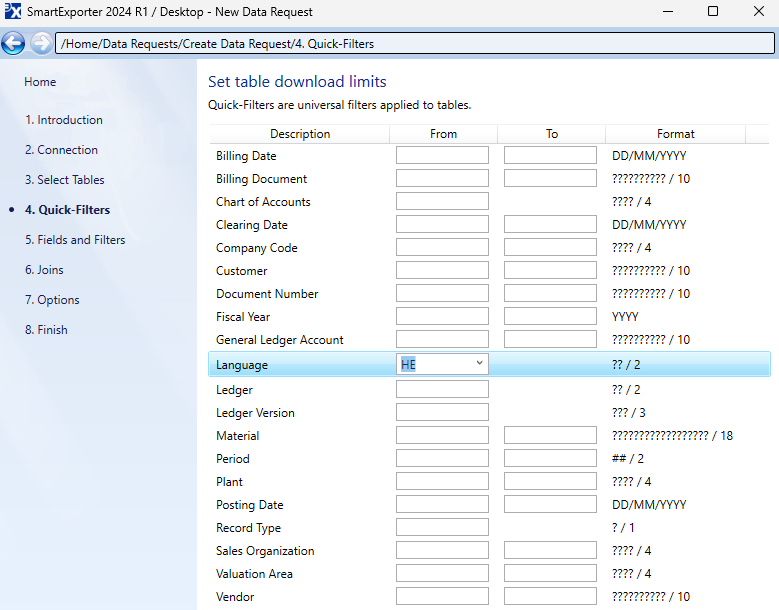 SmartExporter 2024 R1 / Desktop - New Data Request
/Home/Data Requests/Create Data Request/4. Quick-Filters
Home
1. Introduction
2. Connection
3. Select Tables
4. Quick-Filters
5. Fields and Filters
6. Joins
7. Options
8. Finish
Set table download limits
Quick-Filters are universal filters applied to tables.
Description From To Format
Billing Date DD/MM/YYYY
Billing Document ?????????? / 10
Chart of Accounts ???? / 4
Clearing Date DD/MM/YYYY
Company Code ???? / 4
Customer ?????????? / 10
Document Number ?????????? / 10
Fiscal Year YYYY
General Ledger Account ?????????? / 10
Language HE ?? / 2
Ledger ?? / 2
Ledger Version ??? / 3
Material ?????????????????? / 18
Period ## / 2
Plant ???? / 4
Posting Date DD/MM/YYYY
Record Type ? / 1
Sales Organization ???? / 4
Valuation Area ???? / 4
Vendor ?????????? / 10